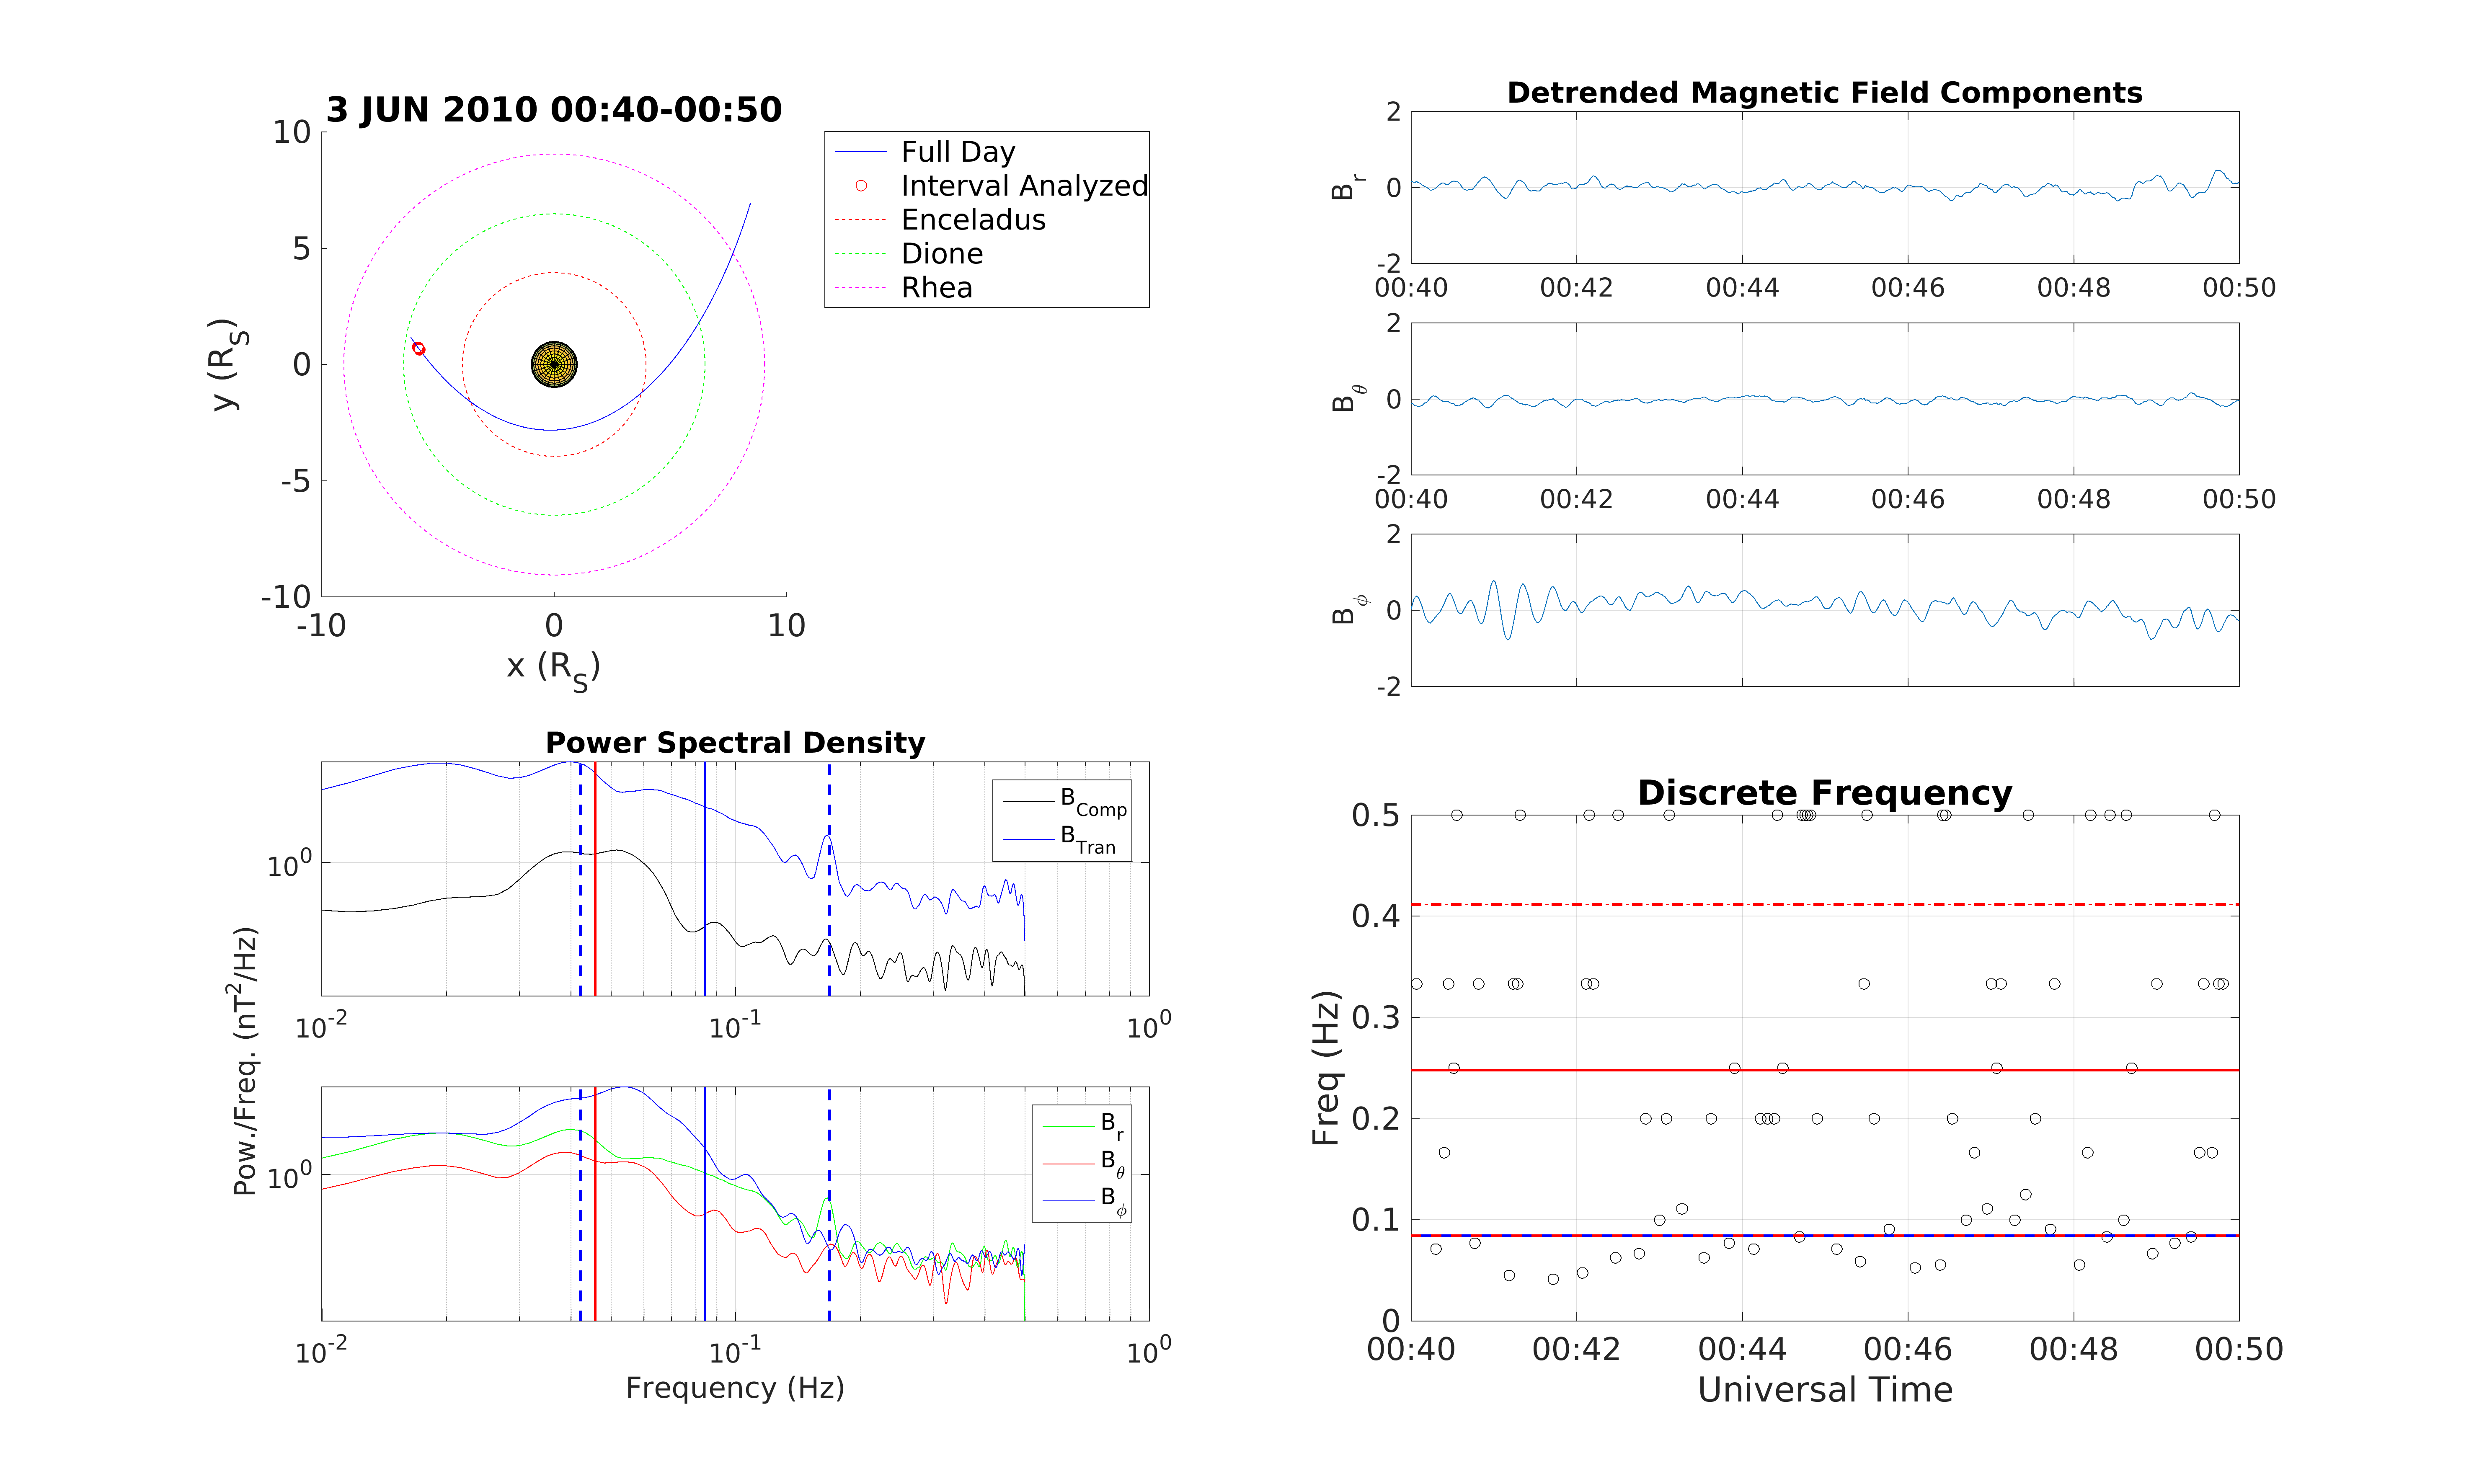 3 JUN 2010 00:40-00:50
10
5
0
-5
-10
-10 0 10
y (R_S)
x (R_S)
Full Day
Interval Analyzed
Enceladus
Dione
Rhea
Detrended Magnetic Field Components
2
0
-2
B_r
00:40 00:42 00:44 00:46 00:48 00:50
2
0
-2
B_θ
00:40 00:42 00:44 00:46 00:48 00:50
2
0
-2
B_ϕ
Power Spectral Density
10^0
B_Comp
B_Tran
10^-2 10^-1 10^0
Pow./Freq. (nT^2/Hz)
10^0
B_r
B_θ
B_ϕ
10^-2 10^-1 10^0
Frequency (Hz)
Discrete Frequency
0.5
0.4
0.3
0.2
0.1
0
Freq (Hz)
00:40 00:42 00:44 00:46 00:48 00:50
Universal Time